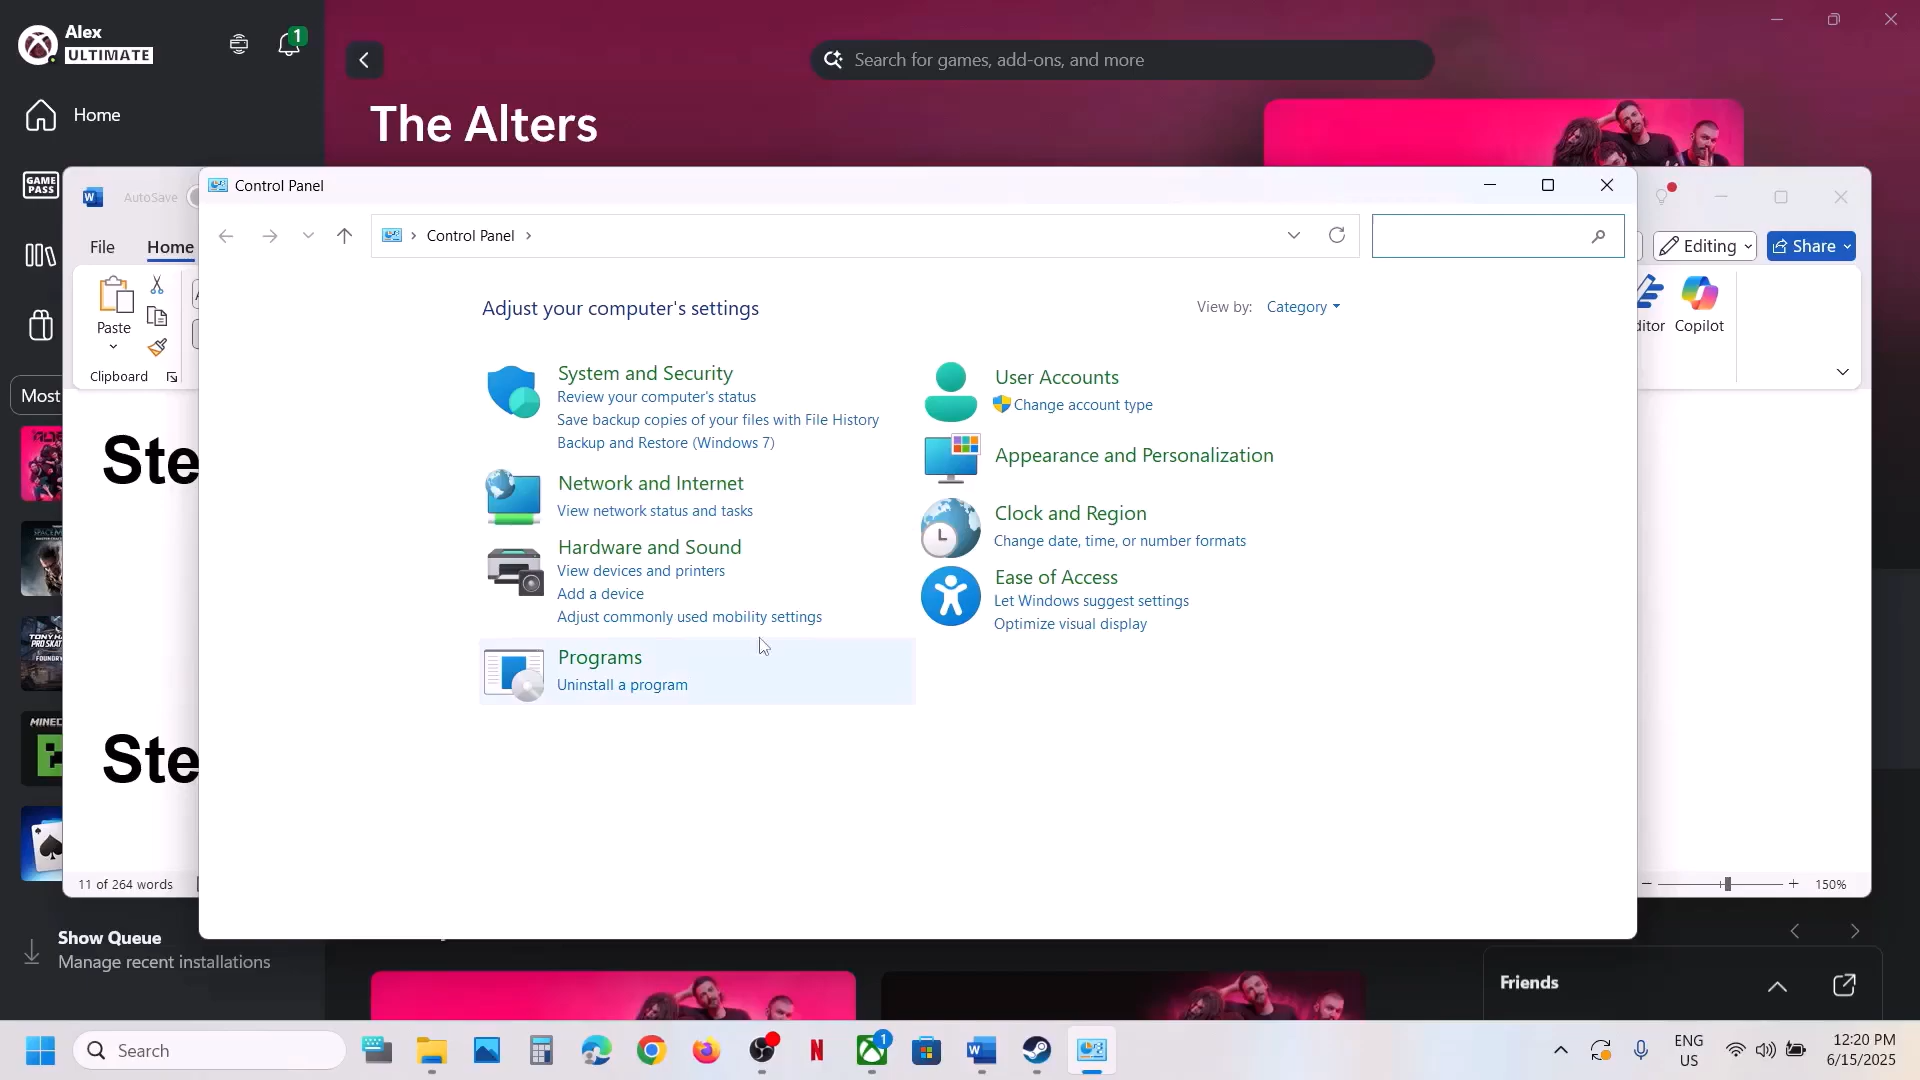 Alex
ULTIMATE
1
Search for games, add-ons, and more
Home
The Alters
GAME PASS
AutoSave
Control Panel
File
Home
Control Panel
Editing
Share
Paste
Clipboard
Copilot
Most
Adjust your computer's settings
View by:
Category
System and Security
Review your computer's status
Save backup copies of your files with File History
Backup and Restore (Windows 7)
Network and Internet
View network status and tasks
Hardware and Sound
View devices and printers
Add a device
Adjust commonly used mobility settings
Programs
Uninstall a program
User Accounts
Change account type
Appearance and Personalization
Clock and Region
Change date, time, or number formats
Ease of Access
Let Windows suggest settings
Optimize visual display
Ste
Ste
11 of 264 words
150%
Show Queue
Manage recent installations
Friends
Search
1
ENG
US
12:20 PM
6/15/2025